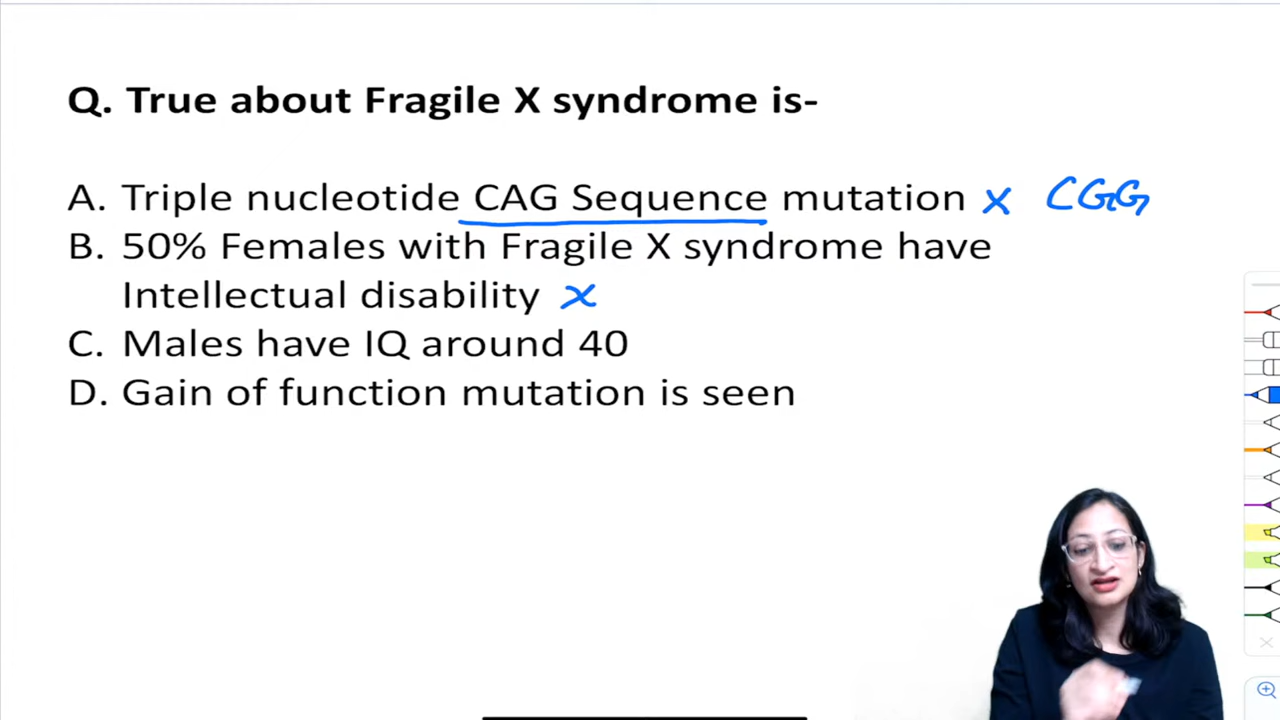 Q. True about Fragile X syndrome is-
A. Triple nucleotide CAG Sequence mutation x CGG
B. 50% Females with Fragile X syndrome have
Intellectual disability x
C. Males have IQ around 40
D. Gain of function mutation is seen